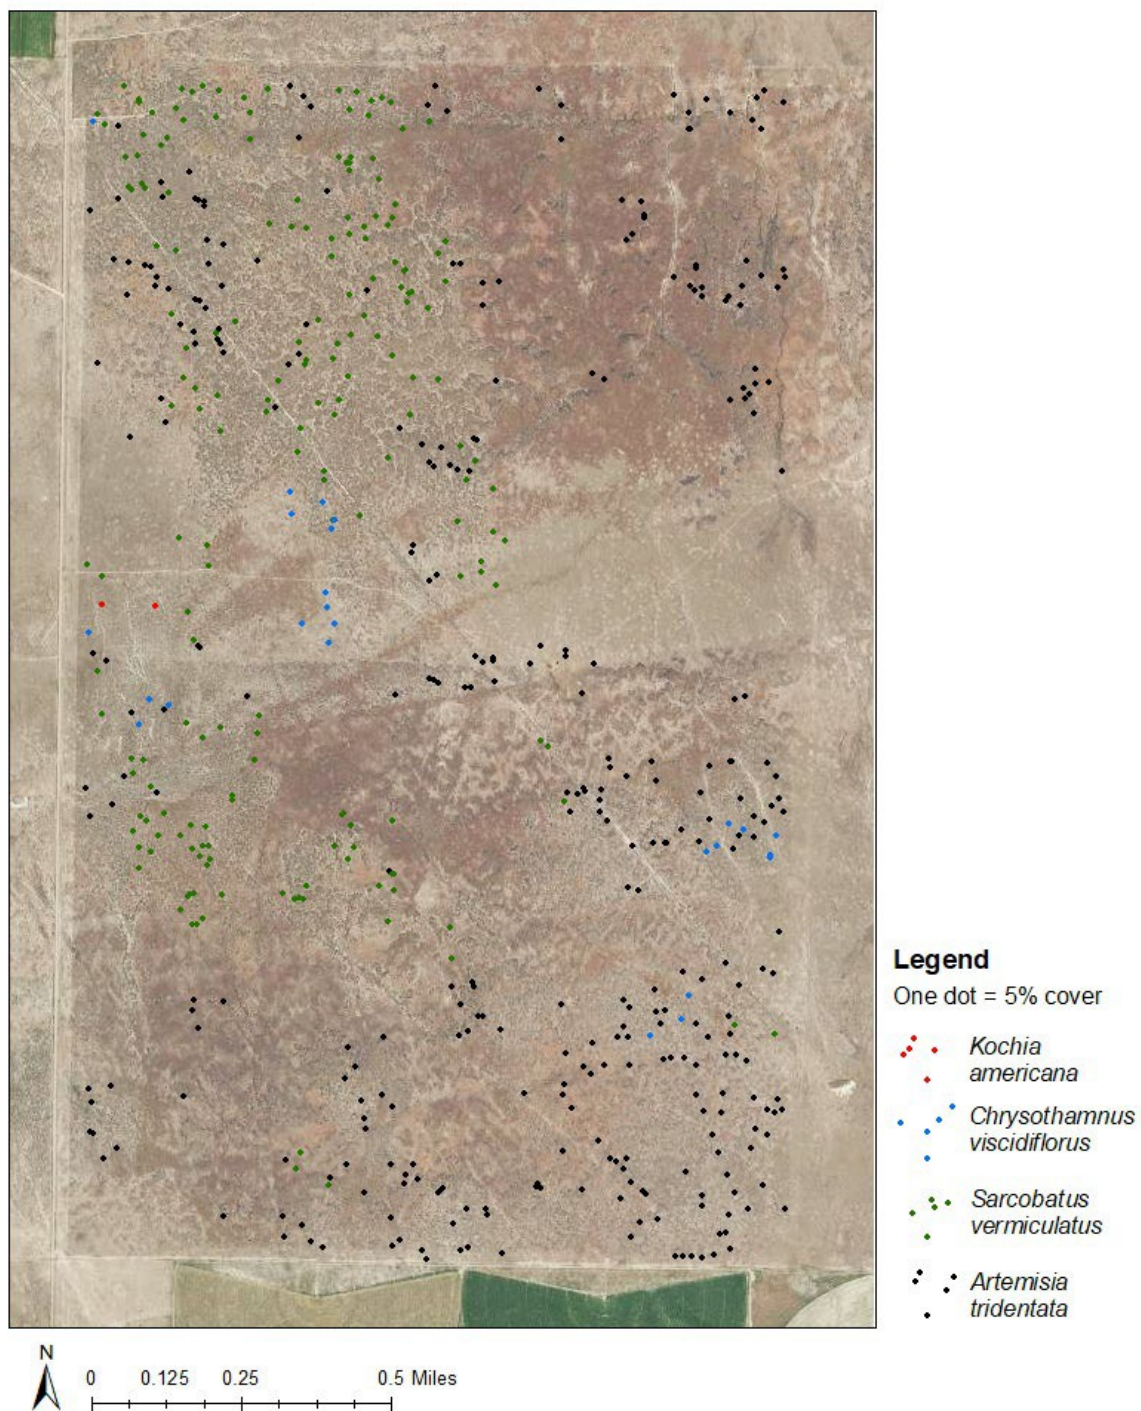 Legend
One dot = 5% cover
Kochia
americana
Chrysothamnus
viscidiflorus
Sarcobatus
vermiculatus
Artemisia
tridentata
N
0 0.125 0.25 0.5 Miles